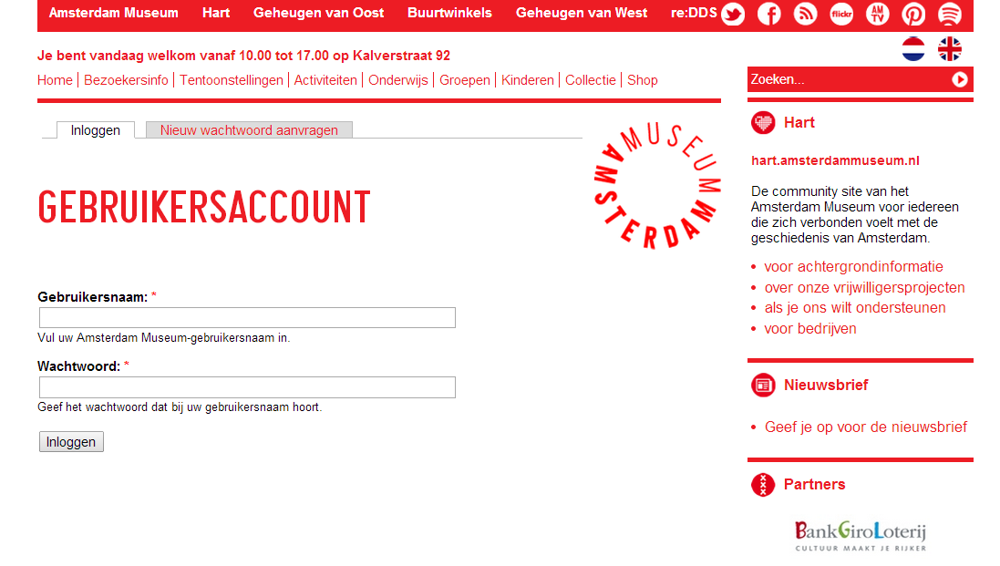 Amsterdam Museum Hart Geheugen van Oost Buurtwinkels Geheugen van West re:DDS flickr AM TV
Je bent vandaag welkom vanaf 10.00 tot 17.00 op Kalverstraat 92
Home Bezoekersinfo Tentoonstellingen Activiteiten Onderwijs Groepen Kinderen Collectie Shop
Zoeken...
Inloggen Nieuw wachtwoord aanvragen
AMSTERDAM MUSEUM
GEBRUIKERSACCOUNT
Gebruikersnaam: *
Vul uw Amsterdam Museum-gebruikersnaam in.
Wachtwoord: *
Geef het wachtwoord dat bij uw gebruikersnaam hoort.
Inloggen
Hart
hart.amsterdammuseum.nl
De community site van het
Amsterdam Museum voor iedereen
die zich verbonden voelt met de
geschiedenis van Amsterdam.
• voor achtergrondinformatie
• over onze vrijwilligersprojecten
• als je ons wilt ondersteunen
• voor bedrijven
Nieuwsbrief
• Geef je op voor de nieuwsbrief
XXX Partners
BankGiroLoterij
CULTUUR MAAKT JE RIJKER